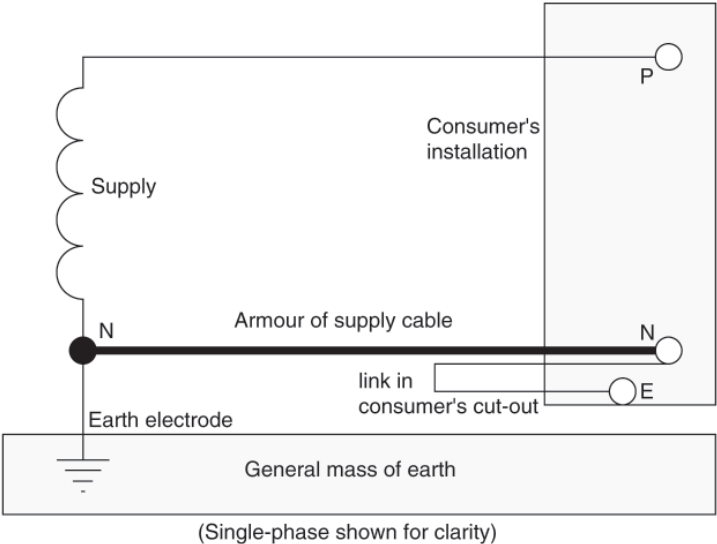 P
Consumer's
installation
Supply
N
Armour of supply cable
N
link in
consumer's cut-out
E
Earth electrode
General mass of earth
(Single-phase shown for clarity)